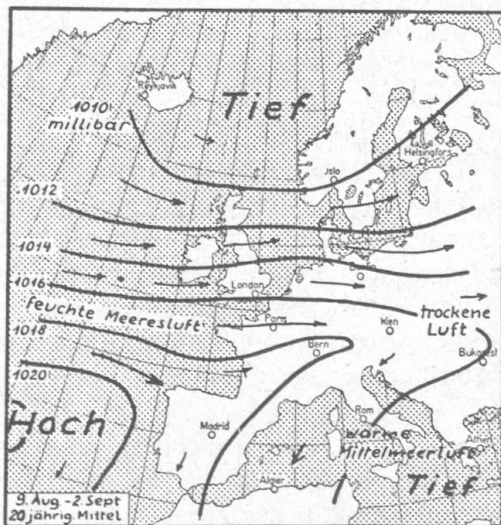 Reykjavik
Tief
1010
millibar
Helsingfors
Oslo
1012
1014
1016
London
feuchte Meeresluft
trockene
Luft
Paris
Wien
1018
Bern
Bukarest
1020
Rom
Hoch
Madrid
warme
Mittelmeerluft
Athen
Tief
Algier
9. Aug. - 2. Sept
20 jährig. Mittel